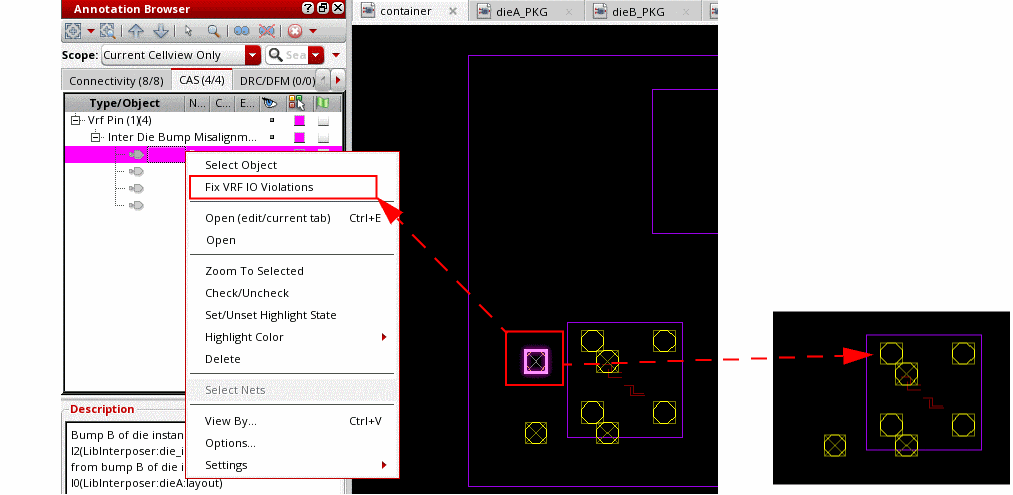 Annotation Browser
container
dieA_PKG
dieB_PKG
Scope: Current Cellview Only
Sea
Connectivity (8/8)
CAS (4/4)
DRC/DFM (0/0)
Type/Object
N...
C...
E...
Vrf Pin (1)(4)
Inter Die Bump Misalignm...
Select Object
Fix VRF IO Violations
Open (edit/current tab) Ctrl+E
Open
Zoom To Selected
Check/Uncheck
Set/Unset Highlight State
Highlight Color
Delete
Select Nets
View By... Ctrl+V
Options...
Settings
Description
Bump B of die instan
I2(LibInterposer:die_i
from bump B of die i
I0(LibInterposer:dieA:layout)